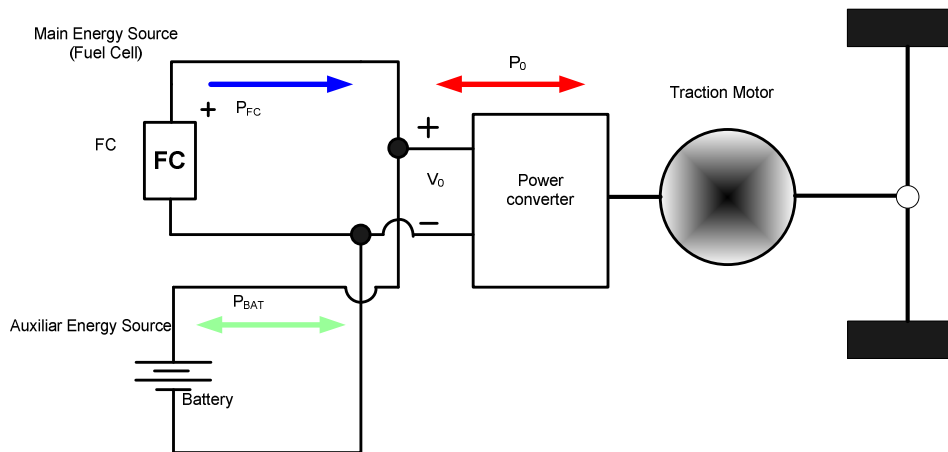 Main Energy Source
(Fuel Cell)
P0
PFC
+
FC
FC
Traction Motor
+
V0
−
Power
converter
PBAT
Auxiliar Energy Source
Battery